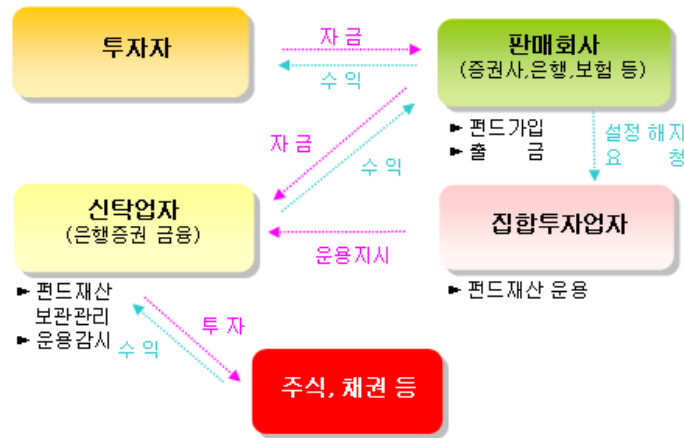 투자자
자 금
수 익
판매회사
(증권사,은행,보험 등)
► 펀드가입
► 출 금
설정 해지
요 청
자 금
수 익
신탁업자
(은행증권 금융)
운용지시
집합투자업자
► 펀드재산
보관관리
► 운용감시
► 펀드재산 운용
투 자
수 익
주식, 채권 등